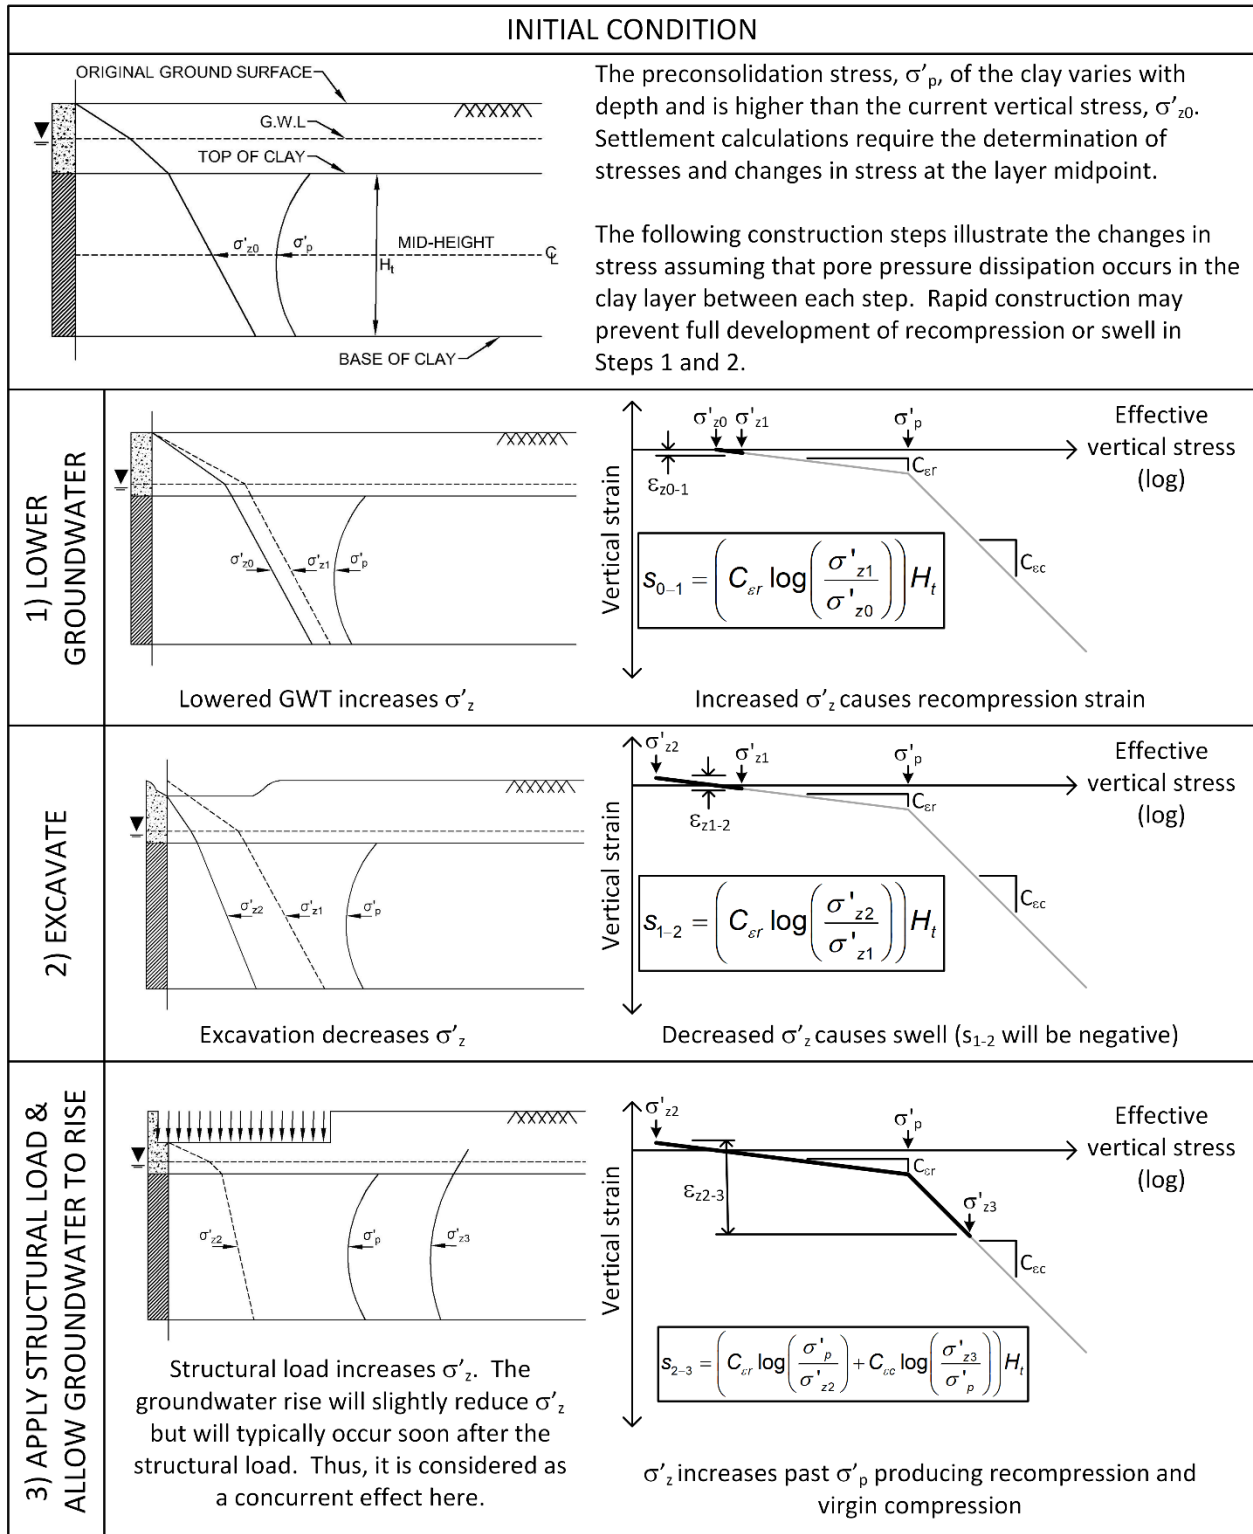 INITIAL CONDITION
ORIGINAL GROUND SURFACE
G.W.L
TOP OF CLAY
σ'z0
σ'p
MID-HEIGHT
Ht
℄
BASE OF CLAY
The preconsolidation stress, σ'p, of the clay varies with
depth and is higher than the current vertical stress, σ'z0.
Settlement calculations require the determination of
stresses and changes in stress at the layer midpoint.
The following construction steps illustrate the changes in
stress assuming that pore pressure dissipation occurs in the
clay layer between each step. Rapid construction may
prevent full development of recompression or swell in
Steps 1 and 2.
1) LOWER
GROUNDWATER
σ'z0
σ'z1
σ'p
Lowered GWT increases σ'z
Vertical strain
σ'z0 σ'z1
σ'p
Effective
vertical stress
(log)
εz0-1
Cεr
Cεc
s0−1 = (Cεr log(σ'z1/σ'z0))Ht
Increased σ'z causes recompression strain
2) EXCAVATE
σ'z2
σ'z1
σ'p
Excavation decreases σ'z
Vertical strain
σ'z2
σ'z1
σ'p
Effective
vertical stress
(log)
εz1-2
Cεr
Cεc
s1−2 = (Cεr log(σ'z2/σ'z1))Ht
Decreased σ'z causes swell (s1-2 will be negative)
3) APPLY STRUCTURAL LOAD &
ALLOW GROUNDWATER TO RISE
σ'z2
σ'p
σ'z3
Structural load increases σ'z. The
groundwater rise will slightly reduce σ'z
but will typically occur soon after the
structural load. Thus, it is considered as
a concurrent effect here.
Vertical strain
σ'z2
σ'p
Effective
vertical stress
(log)
εz2-3
Cεr
σ'z3
Cεc
s2−3 = (Cεr log(σ'p/σ'z2) + Cεc log(σ'z3/σ'p))Ht
σ'z increases past σ'p producing recompression and
virgin compression